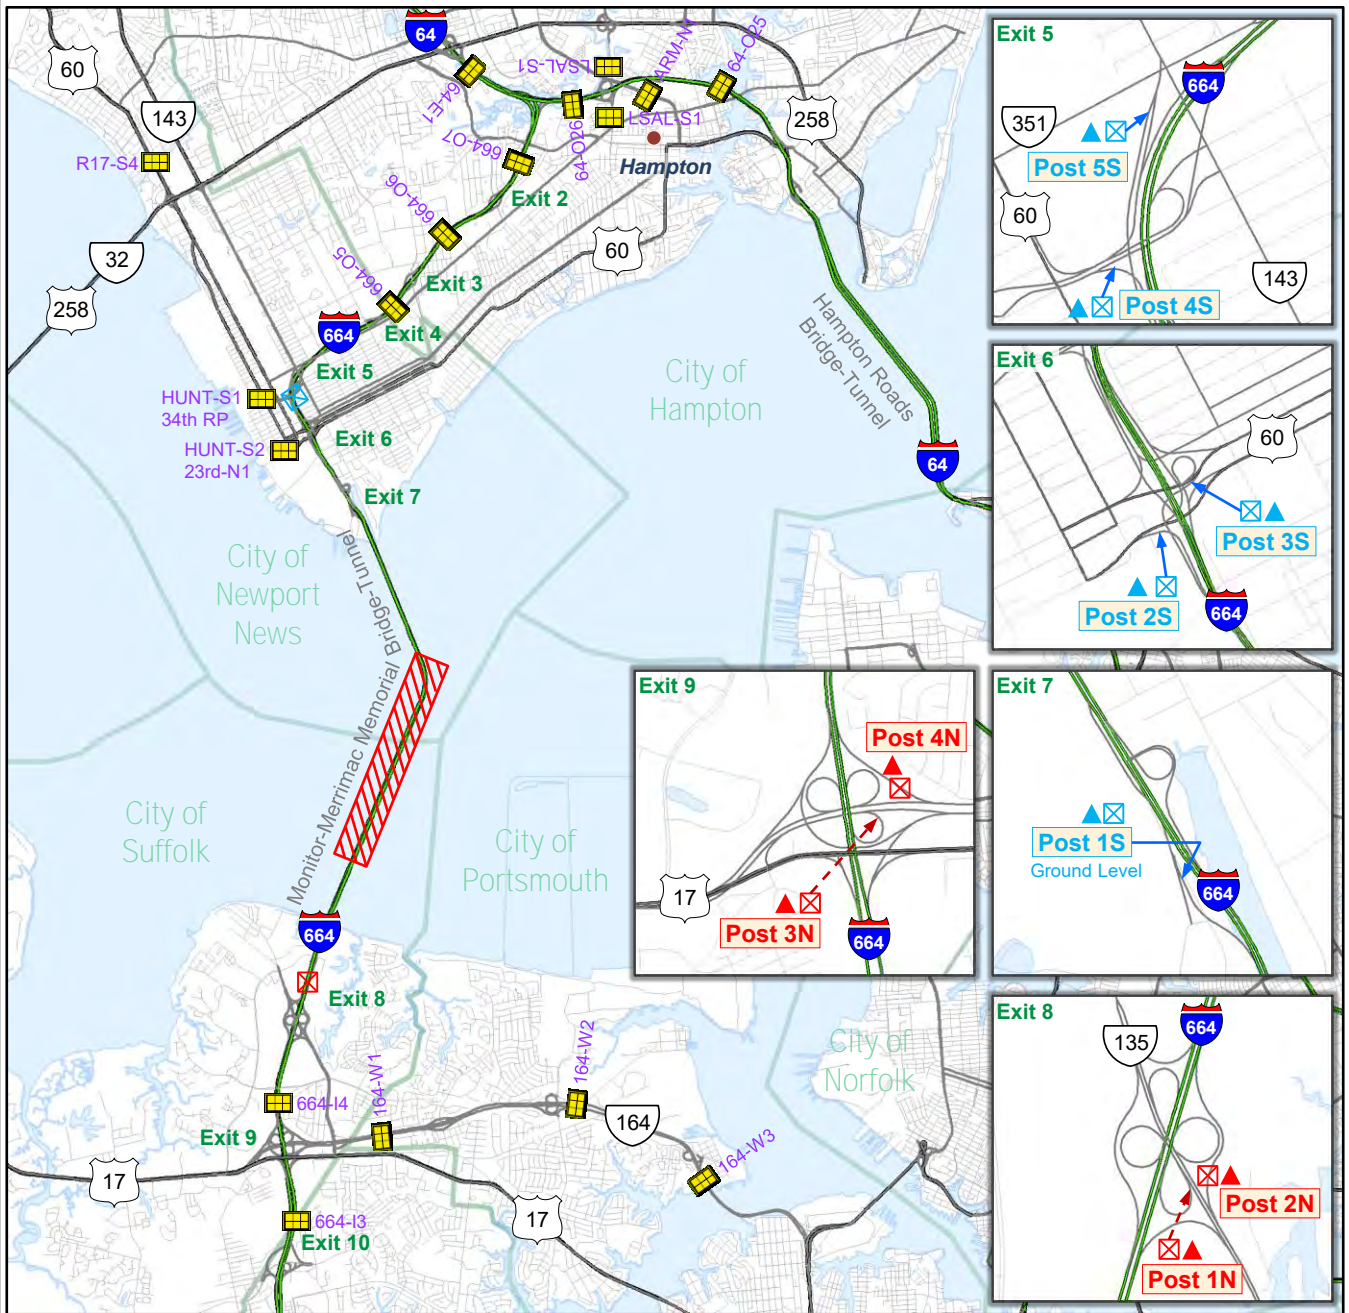 64
60
143
R17-S4
32
258
64-E1
LSAL-S1
ARM-N1
64-O25
258
64-O26
LSAL-S1
Hampton
664-O7
Exit 2
664-O6
60
664-O5
Exit 3
Exit 4
664
Exit 5
HUNT-S1
34th RP
Exit 6
HUNT-S2
23rd-N1
Exit 7
City of
Hampton
Hampton Roads
Bridge-Tunnel
64
City of
Newport
News
Monitor-Merrimac Memorial Bridge-Tunnel
City of
Suffolk
City of
Portsmouth
664
Exit 8
City of
Norfolk
664-I4
164-W1
164-W2
164
164-W3
Exit 9
17
17
664-I3
Exit 10
Exit 5
664
351
Post 5S
60
Post 4S
143
Exit 6
60
Post 3S
Post 2S
664
Exit 9
Post 4N
17
Post 3N
664
Exit 7
Post 1S
Ground Level
664
Exit 8
135
664
Post 2N
Post 1N